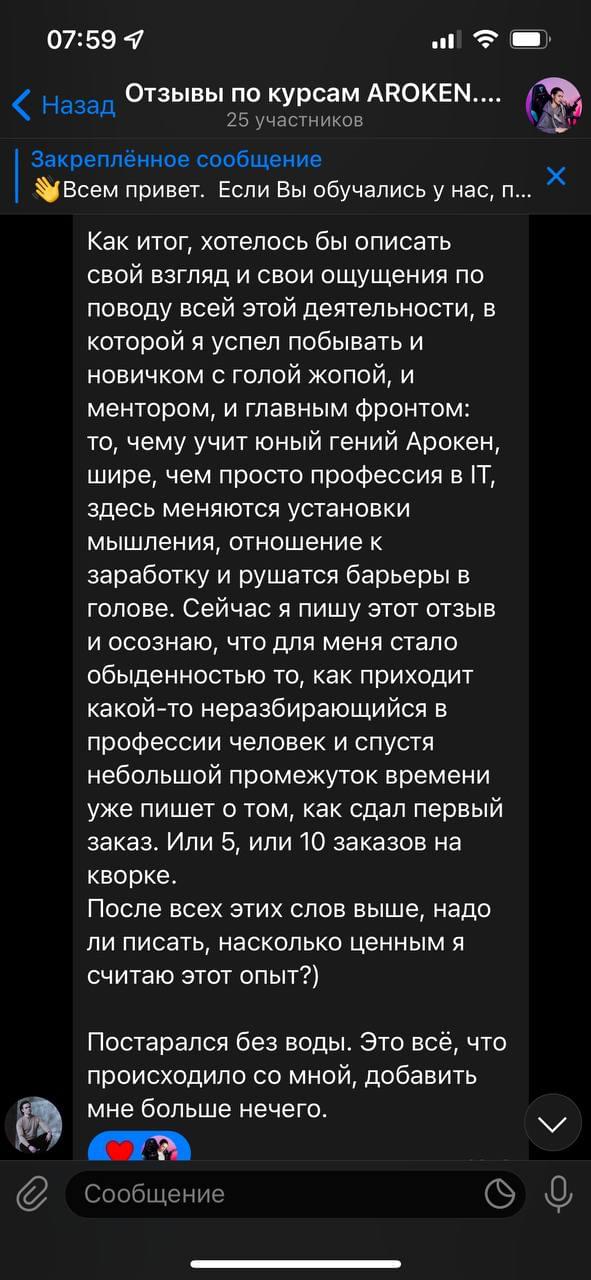 07:59
Назад
Отзывы по курсам AROKEN....
25 участников
Закреплённое сообщение
👋Всем привет. Если Вы обучались у нас, п...
Как итог, хотелось бы описать
свой взгляд и свои ощущения по
поводу всей этой деятельности, в
которой я успел побывать и
новичком с голой жопой, и
ментором, и главным фронтом:
то, чему учит юный гений Арокен,
шире, чем просто профессия в IT,
здесь меняются установки
мышления, отношение к
заработку и рушатся барьеры в
голове. Сейчас я пишу этот отзыв
и осознаю, что для меня стало
обыденностью то, как приходит
какой-то неразбирающийся в
профессии человек и спустя
небольшой промежуток времени
уже пишет о том, как сдал первый
заказ. Или 5, или 10 заказов на
кворке.
После всех этих слов выше, надо
ли писать, насколько ценным я
считаю этот опыт?)
Постарался без воды. Это всё, что
происходило со мной, добавить
мне больше нечего.
Сообщение